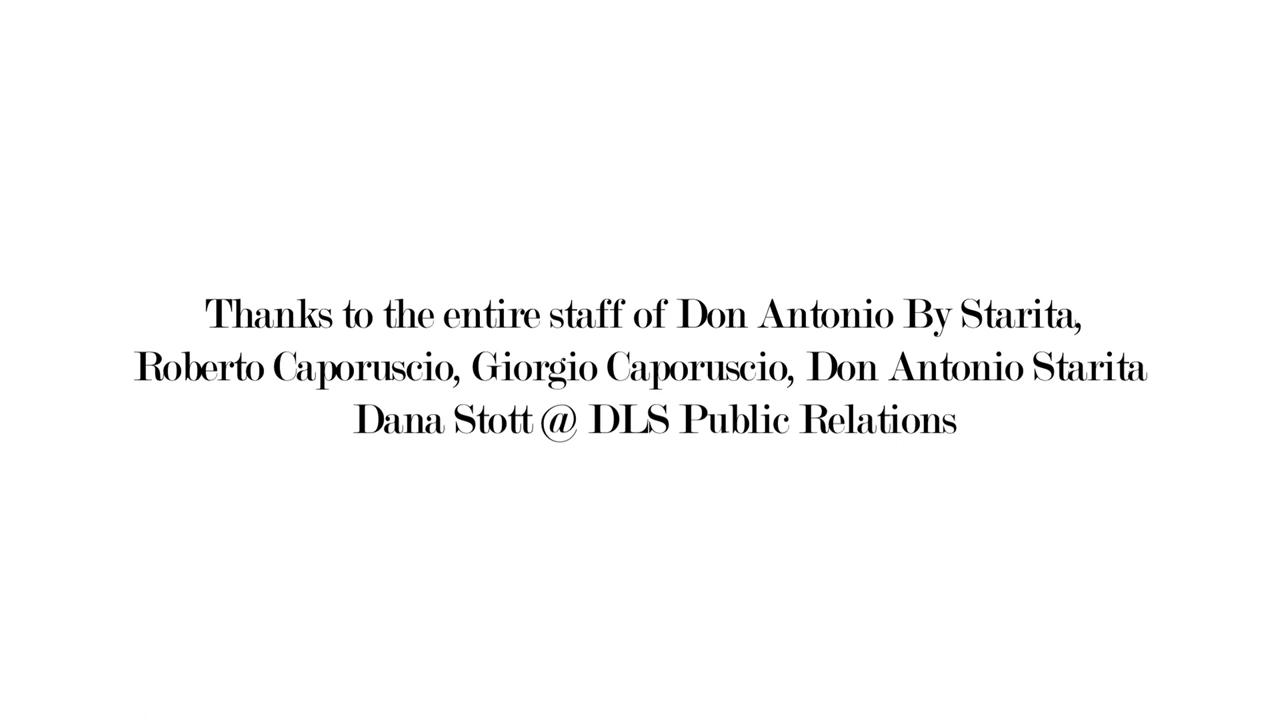 Thanks to the entire staff of Don Antonio By Starita,
Roberto Caporuscio, Giorgio Caporuscio, Don Antonio Starita
Dana Stott @ DLS Public Relations